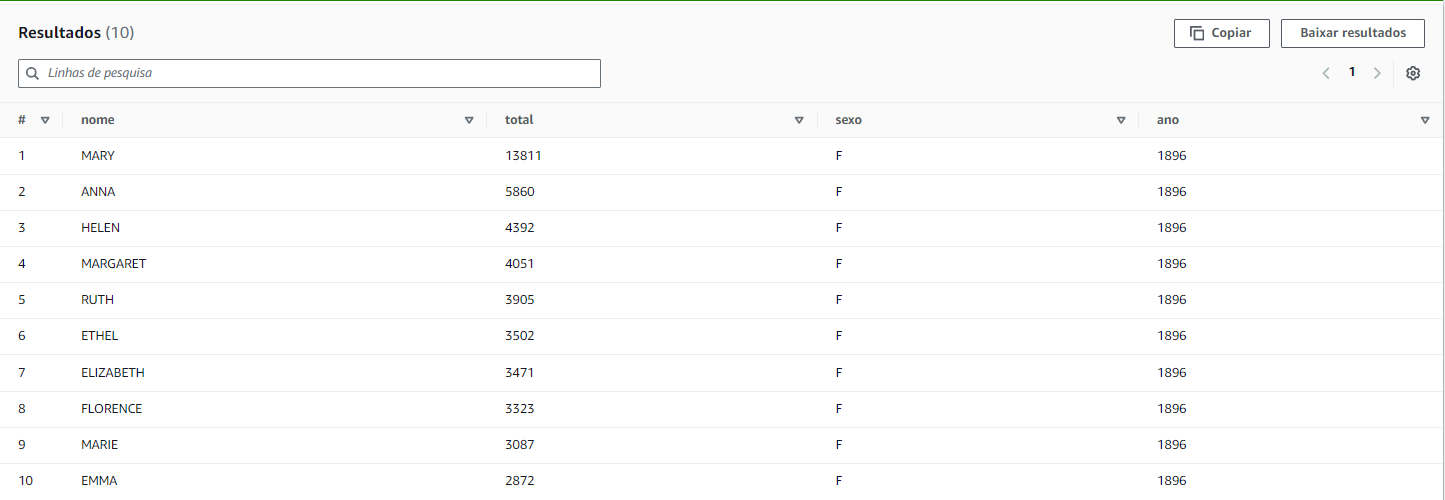 Resultados (10) Copiar Baixar resultados
Linhas de pesquisa 1
# nome total sexo ano
1 MARY 13811 F 1896
2 ANNA 5860 F 1896
3 HELEN 4392 F 1896
4 MARGARET 4051 F 1896
5 RUTH 3905 F 1896
6 ETHEL 3502 F 1896
7 ELIZABETH 3471 F 1896
8 FLORENCE 3323 F 1896
9 MARIE 3087 F 1896
10 EMMA 2872 F 1896